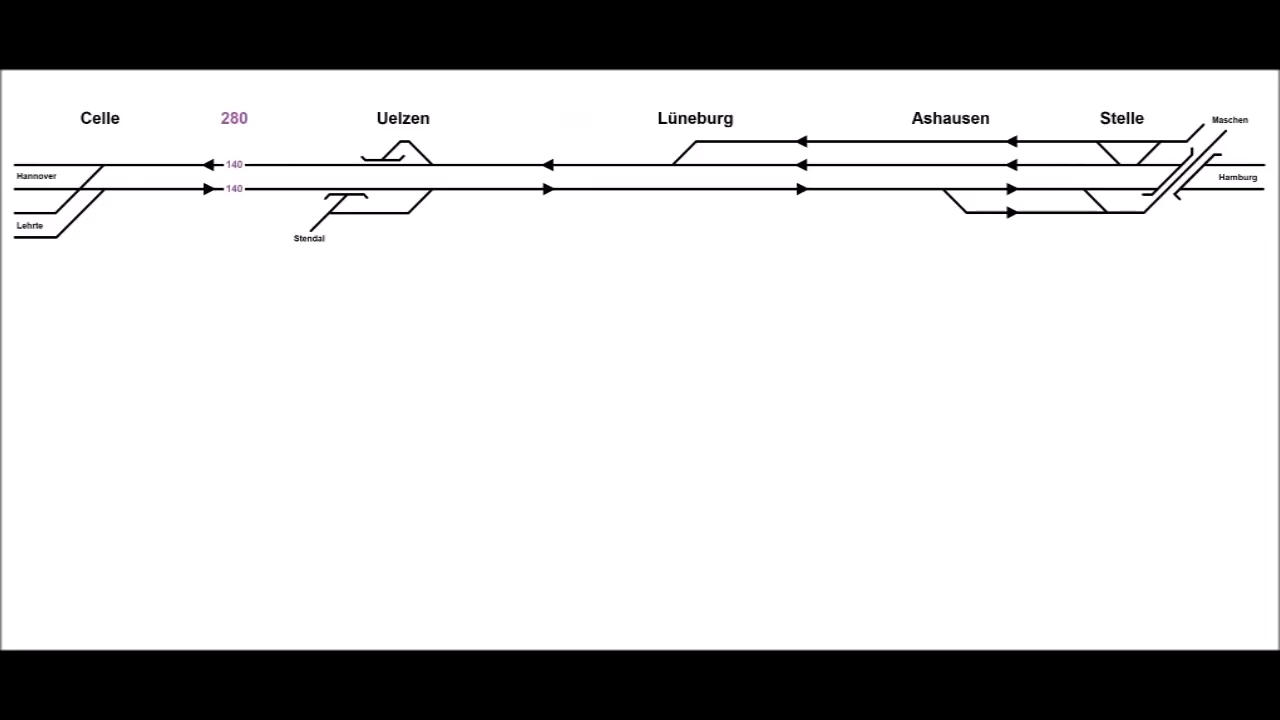 Celle 280 Uelzen Lüneburg Ashausen Stelle Maschen
140
Hannover Hamburg
140
Lehrte
Stendal